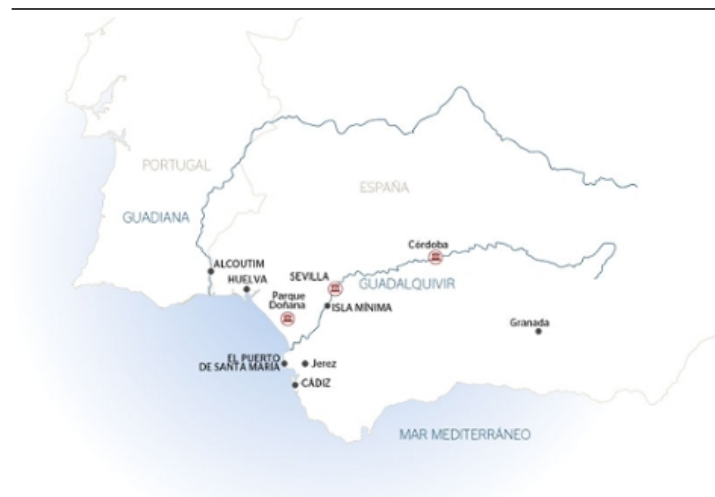 PORTUGAL
ESPAÑA
GUADIANA
Córdoba
ALCOUTIM
HUELVA
SEVILLA
GUADALQUIVIR
Parque
Doñana
ISLA MÍNIMA
Granada
EL PUERTO
DE SANTA MARIA
Jerez
CÁDIZ
MAR MEDITERRÁNEO